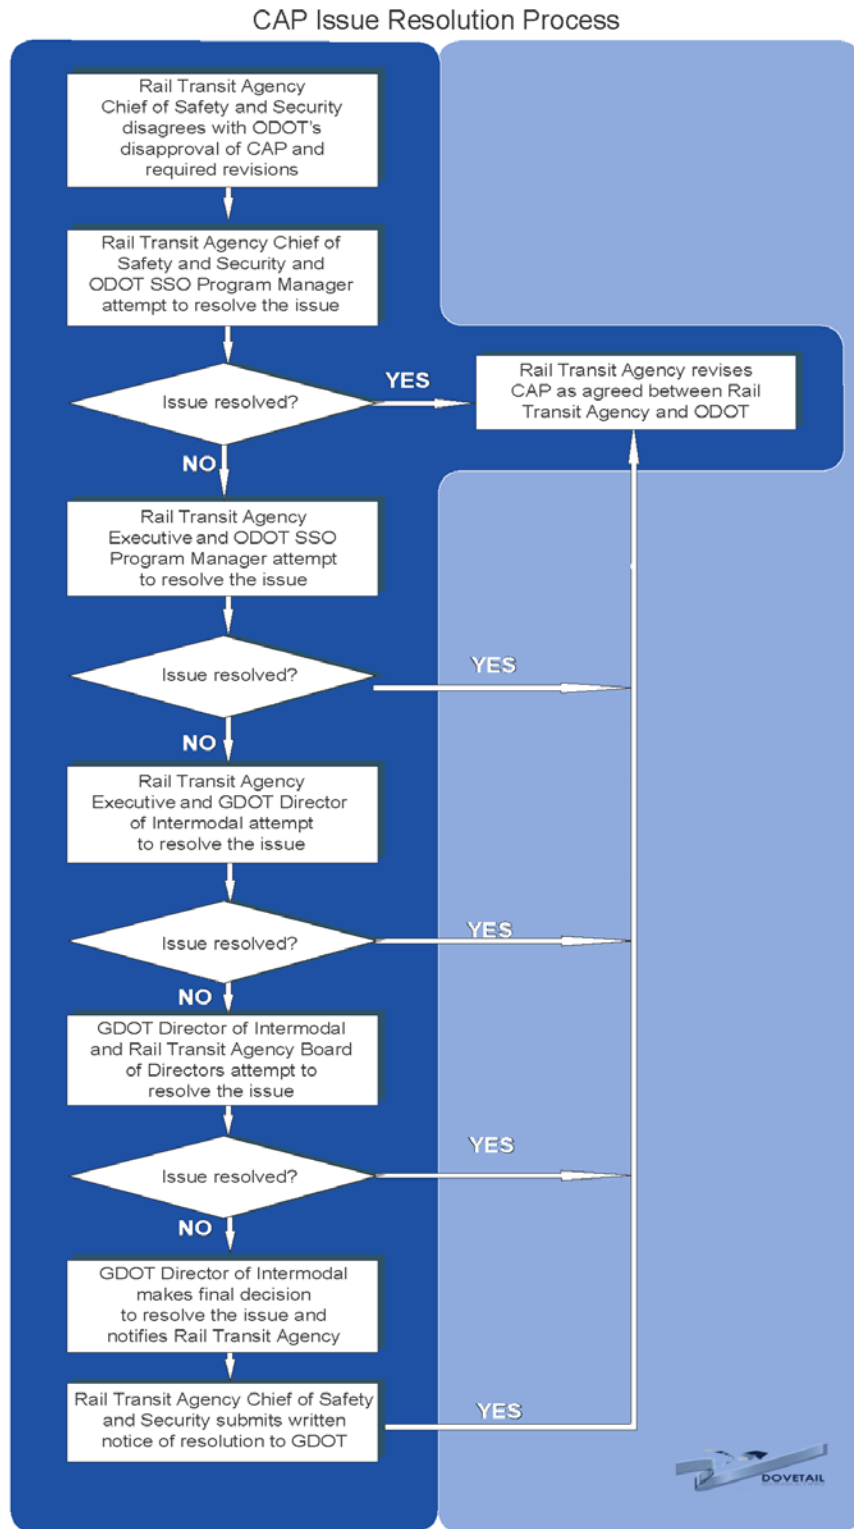 CAP Issue Resolution Process
Rail Transit Agency
Chief of Safety and Security
disagrees with ODOT's
disapproval of CAP and
required revisions
Rail Transit Agency Chief of
Safety and Security and
ODOT SSO Program Manager
attempt to resolve the issue
Issue resolved?
YES
Rail Transit Agency revises
CAP as agreed between Rail
Transit Agency and ODOT
NO
Rail Transit Agency
Executive and ODOT SSO
Program Manager attempt
to resolve the issue
Issue resolved?
YES
NO
Rail Transit Agency
Executive and GDOT Director
of Intermodal attempt
to resolve the issue
Issue resolved?
YES
NO
GDOT Director of Intermodal
and Rail Transit Agency Board
of Directors attempt to
resolve the issue
Issue resolved?
YES
NO
GDOT Director of Intermodal
makes final decision
to resolve the issue and
notifies Rail Transit Agency
Rail Transit Agency Chief of Safety
and Security submits written
notice of resolution to GDOT
YES
DOVETAIL